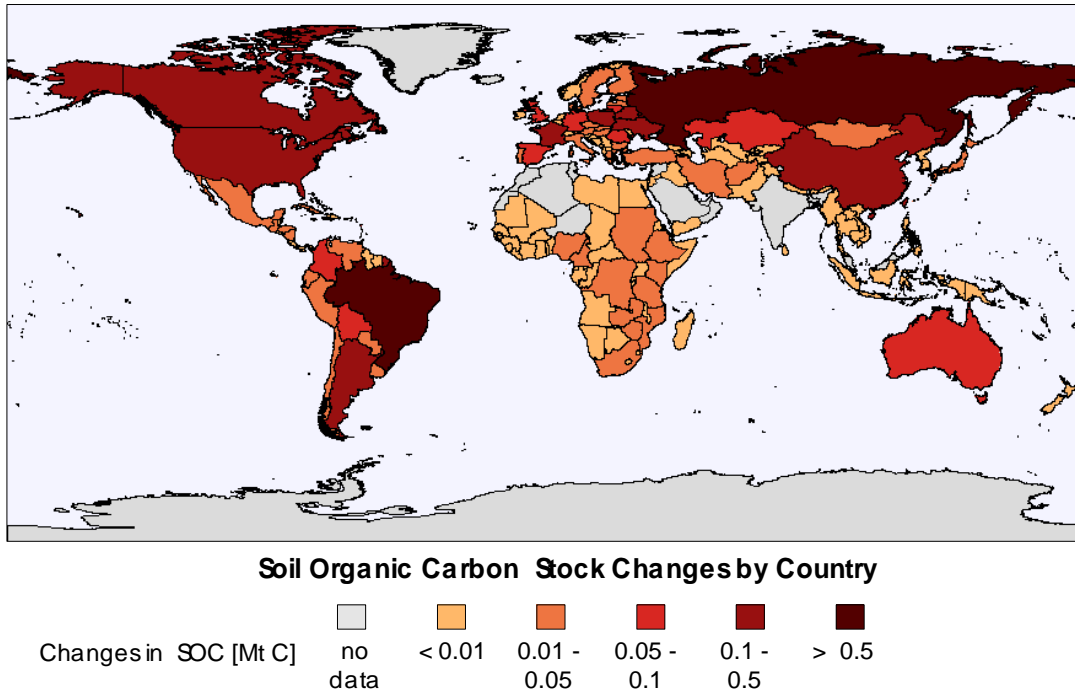 Soil Organic Carbon Stock Changes by Country
Changes in SOC [Mt C]
no data
< 0.01
0.01 - 0.05
0.05 - 0.1
0.1 - 0.5
> 0.5